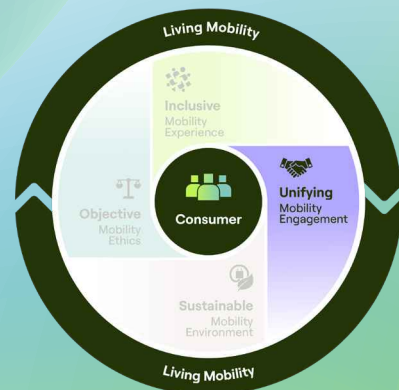 Living Mobility
Inclusive
Mobility
Experience
Unifying
Mobility
Engagement
Consumer
Objective
Mobility
Ethics
Sustainable
Mobility
Environment
Living Mobility